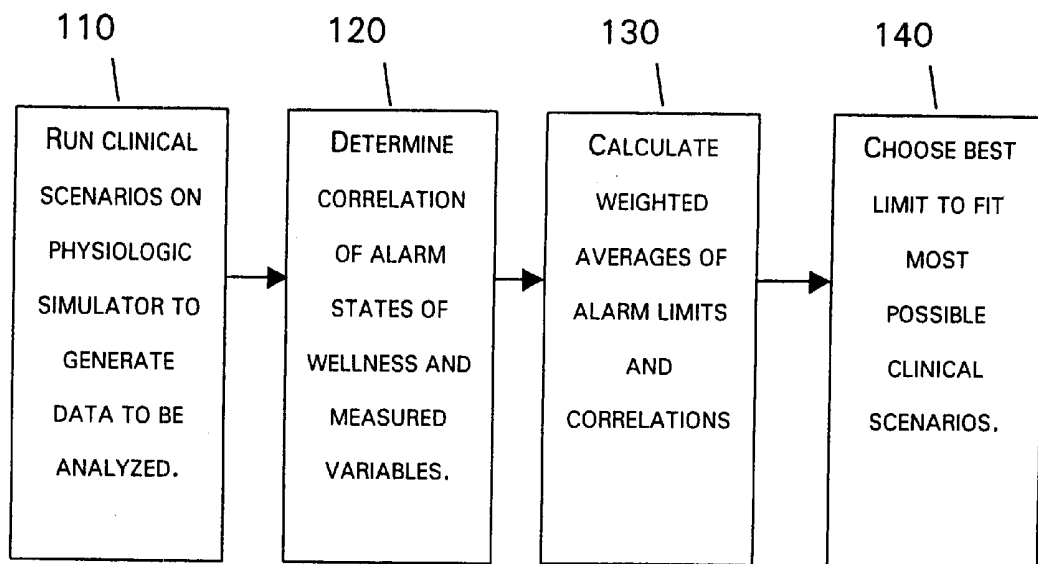 110
120
130
140
RUN CLINICAL
SCENARIOS ON
PHYSIOLOGIC
SIMULATOR TO
GENERATE
DATA TO BE
ANALYZED.
DETERMINE
CORRELATION
OF ALARM
STATES OF
WELLNESS AND
MEASURED
VARIABLES.
CALCULATE
WEIGHTED
AVERAGES OF
ALARM LIMITS
AND
CORRELATIONS
CHOOSE BEST
LIMIT TO FIT
MOST
POSSIBLE
CLINICAL
SCENARIOS.